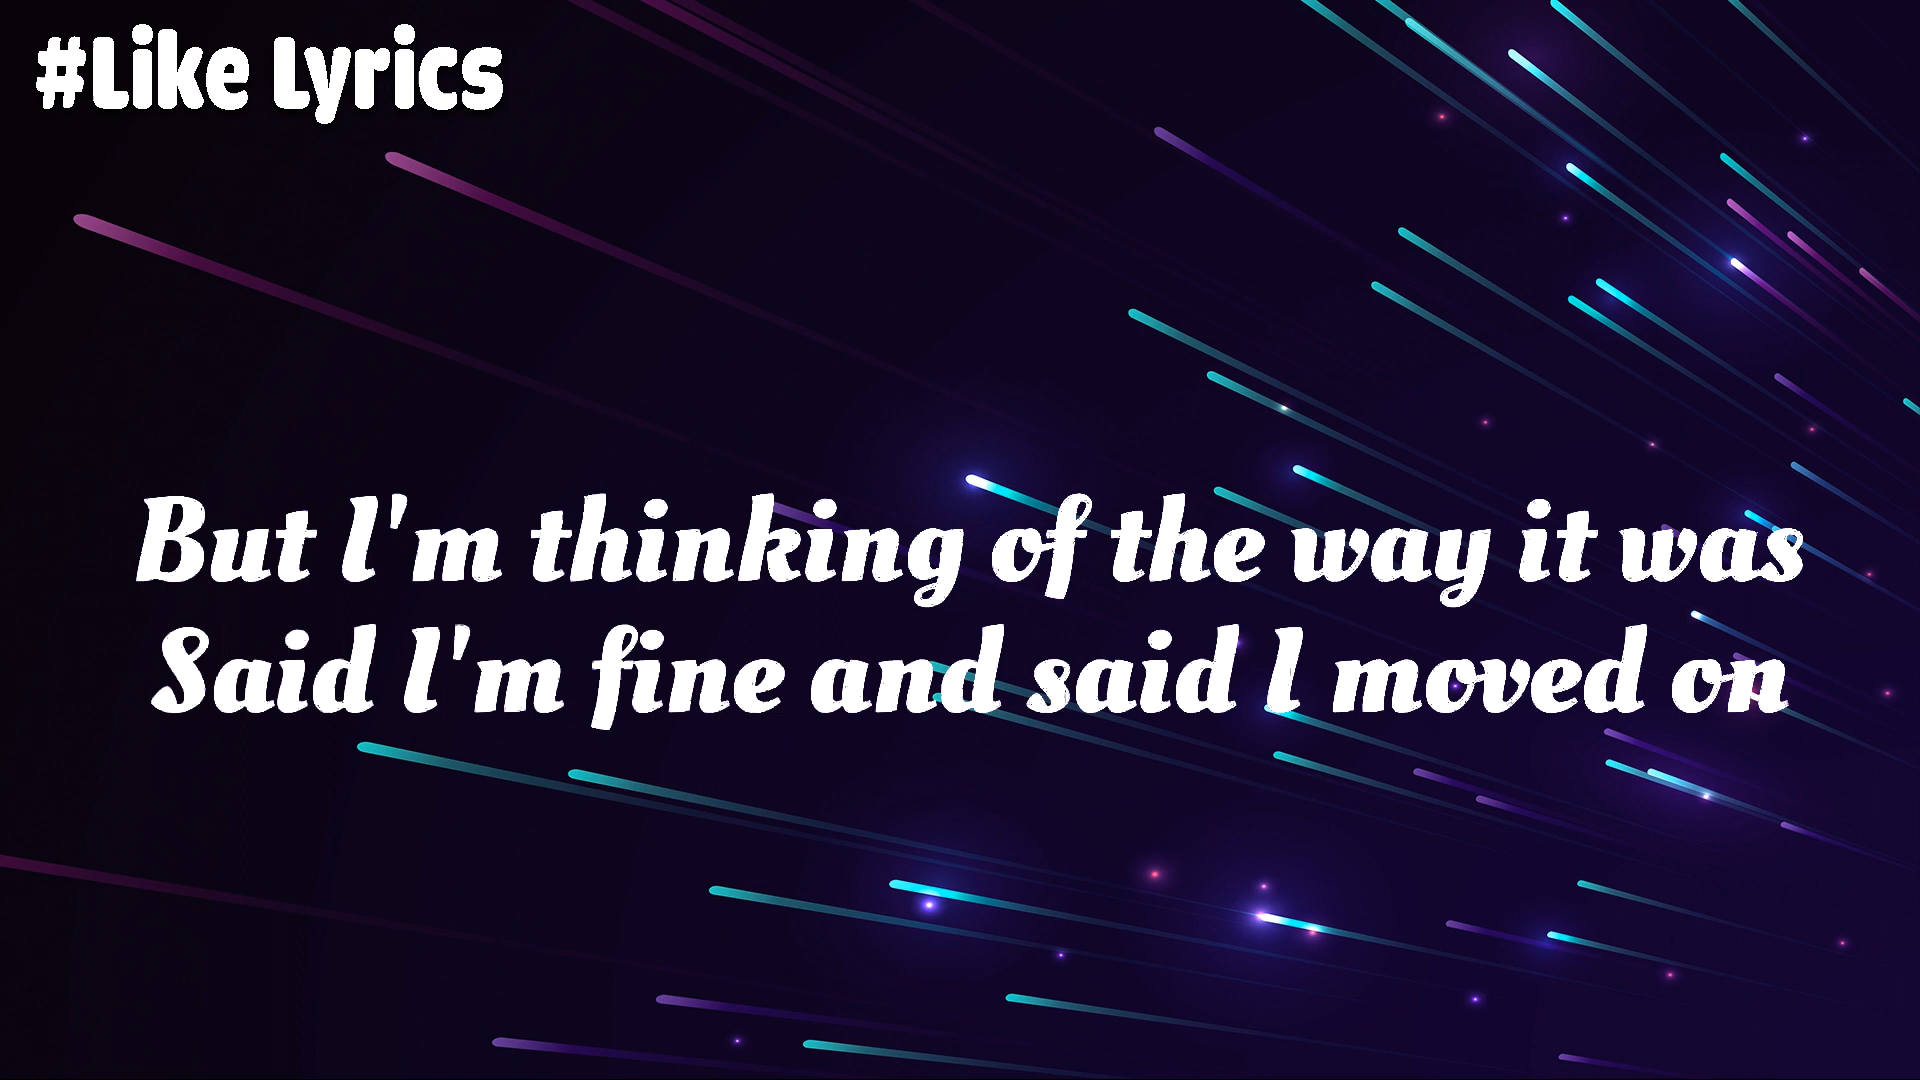 #Like Lyrics
But I'm thinking of the way it was
Said I'm fine and said I moved on